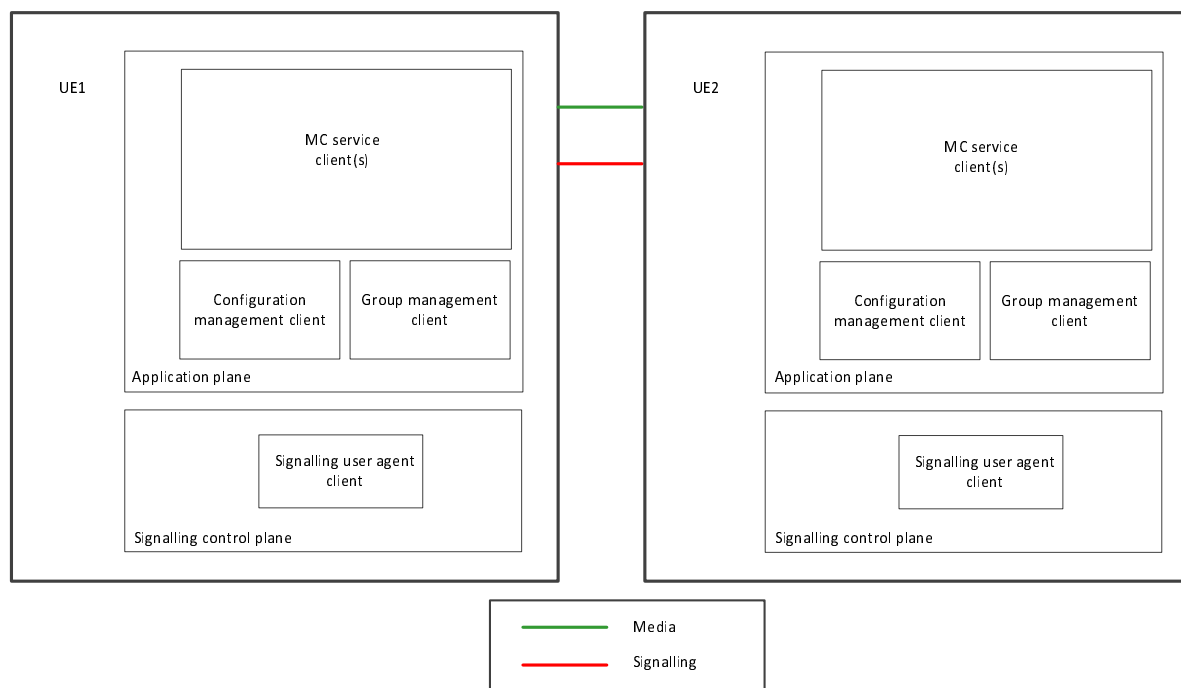 UE1
MC service
client(s)
Configuration
management client
Group management
client
Application plane
Signalling user agent
client
Signalling control plane
UE2
MC service
client(s)
Configuration
management client
Group management
client
Application plane
Signalling user agent
client
Signalling control plane
Media
Signalling